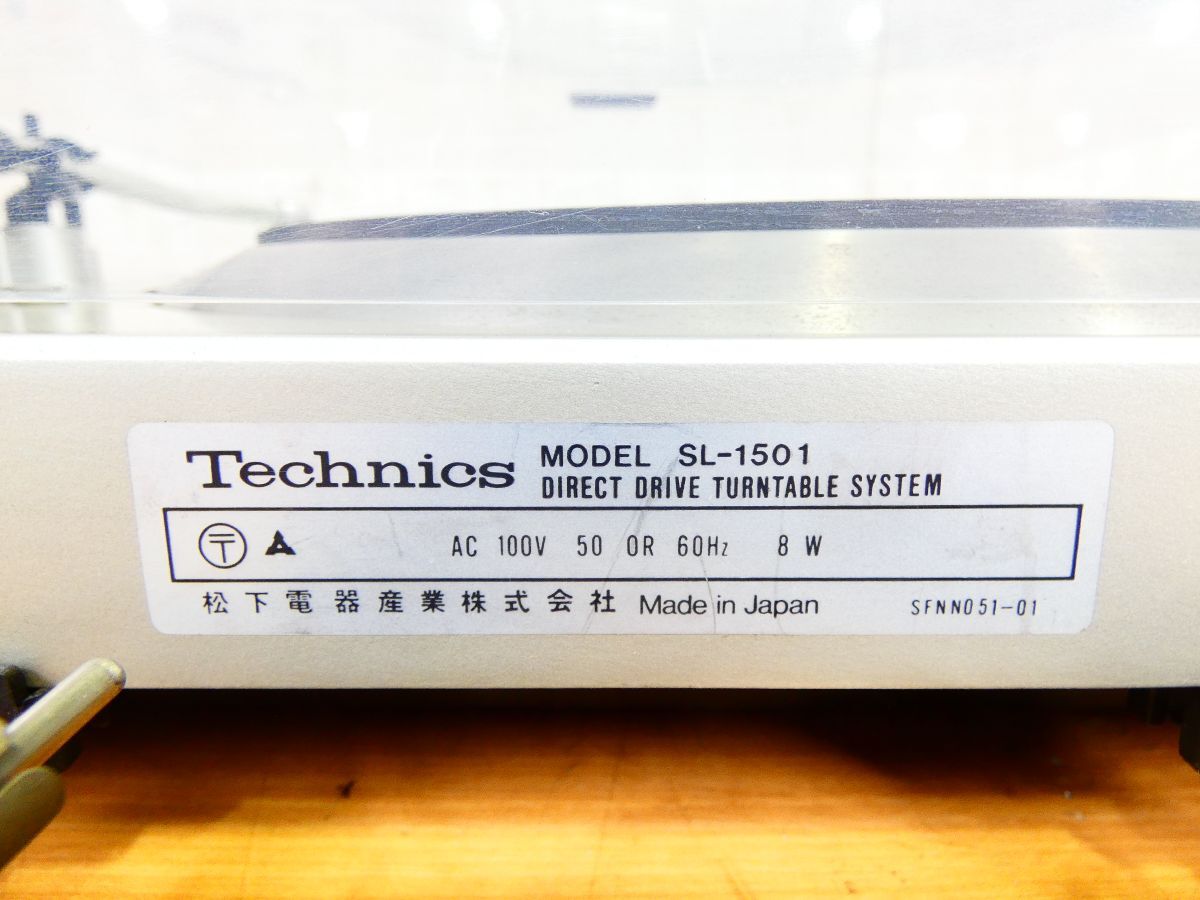 Technics MODEL SL-1501
DIRECT DRIVE TURNTABLE SYSTEM
〒 AC 100V 50 OR 60Hz 8 W
松下電器産業株式会社 Made in Japan SFNN051-01